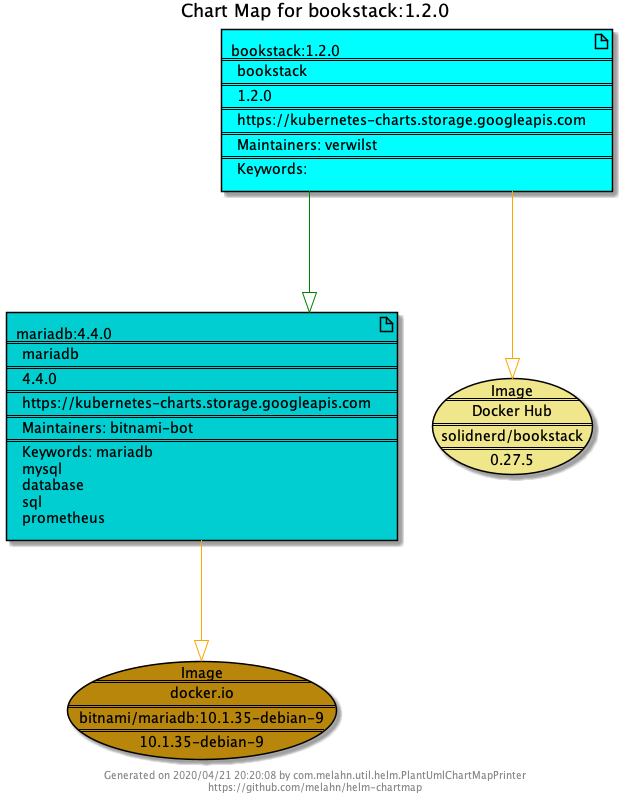 Chart Map for bookstack:1.2.0
bookstack:1.2.0
bookstack
1.2.0
https://kubernetes-charts.storage.googleapis.com
Maintainers: verwilst
Keywords:
mariadb:4.4.0
mariadb
4.4.0
https://kubernetes-charts.storage.googleapis.com
Maintainers: bitnami-bot
Keywords: mariadb
mysql
database
sql
prometheus
Image
Docker Hub
solidnerd/bookstack
0.27.5
Image
docker.io
bitnami/mariadb:10.1.35-debian-9
10.1.35-debian-9
Generated on 2020/04/21 20:20:08 by com.melahn.util.helm.PlantUmlChartMapPrinter
https://github.com/melahn/helm-chartmap